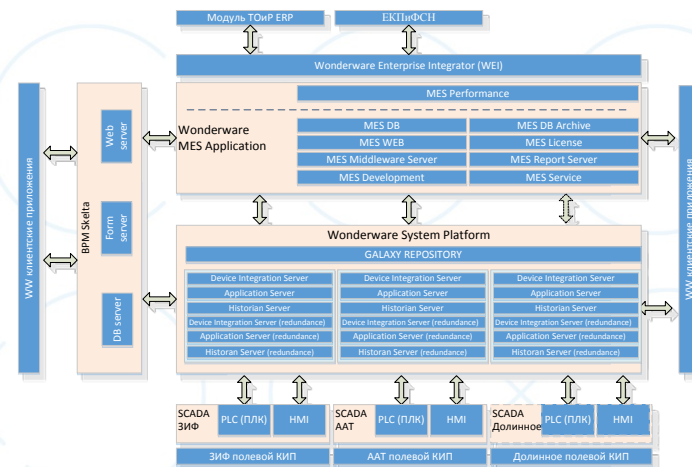 Модуль ТОиР ERP
ЕКПиФСН
Wonderware Enterprise Integrator (WEI)
MES Performance
Wonderware
MES Application
MES DB
MES DB Archive
MES WEB
MES License
MES Middleware Server
MES Report Server
MES Development
MES Service
WW клиентские приложения
BPM Skelta
Web
server
Form
server
DB server
WW клиентские приложения
Wonderware System Platform
GALAXY REPOSITORY
Device Integration Server
Application Server
Historian Server
Device Integration Server (redundance)
Application Server (redundance)
Historan Server (redundance)
Device Integration Server
Application Server
Historian Server
Device Integration Server (redundance)
Application Server (redundance)
Historan Server (redundance)
Device Integration Server
Application Server
Historian Server
Device Integration Server (redundance)
Application Server (redundance)
Historan Server (redundance)
SCADA
ЗИФ
PLC (ПЛК)
HMI
SCADA
ААТ
PLC (ПЛК)
HMI
SCADA
Долинное
PLC (ПЛК)
HMI
ЗИФ полевой КИП
ААТ полевой КИП
Долинное полевой КИП